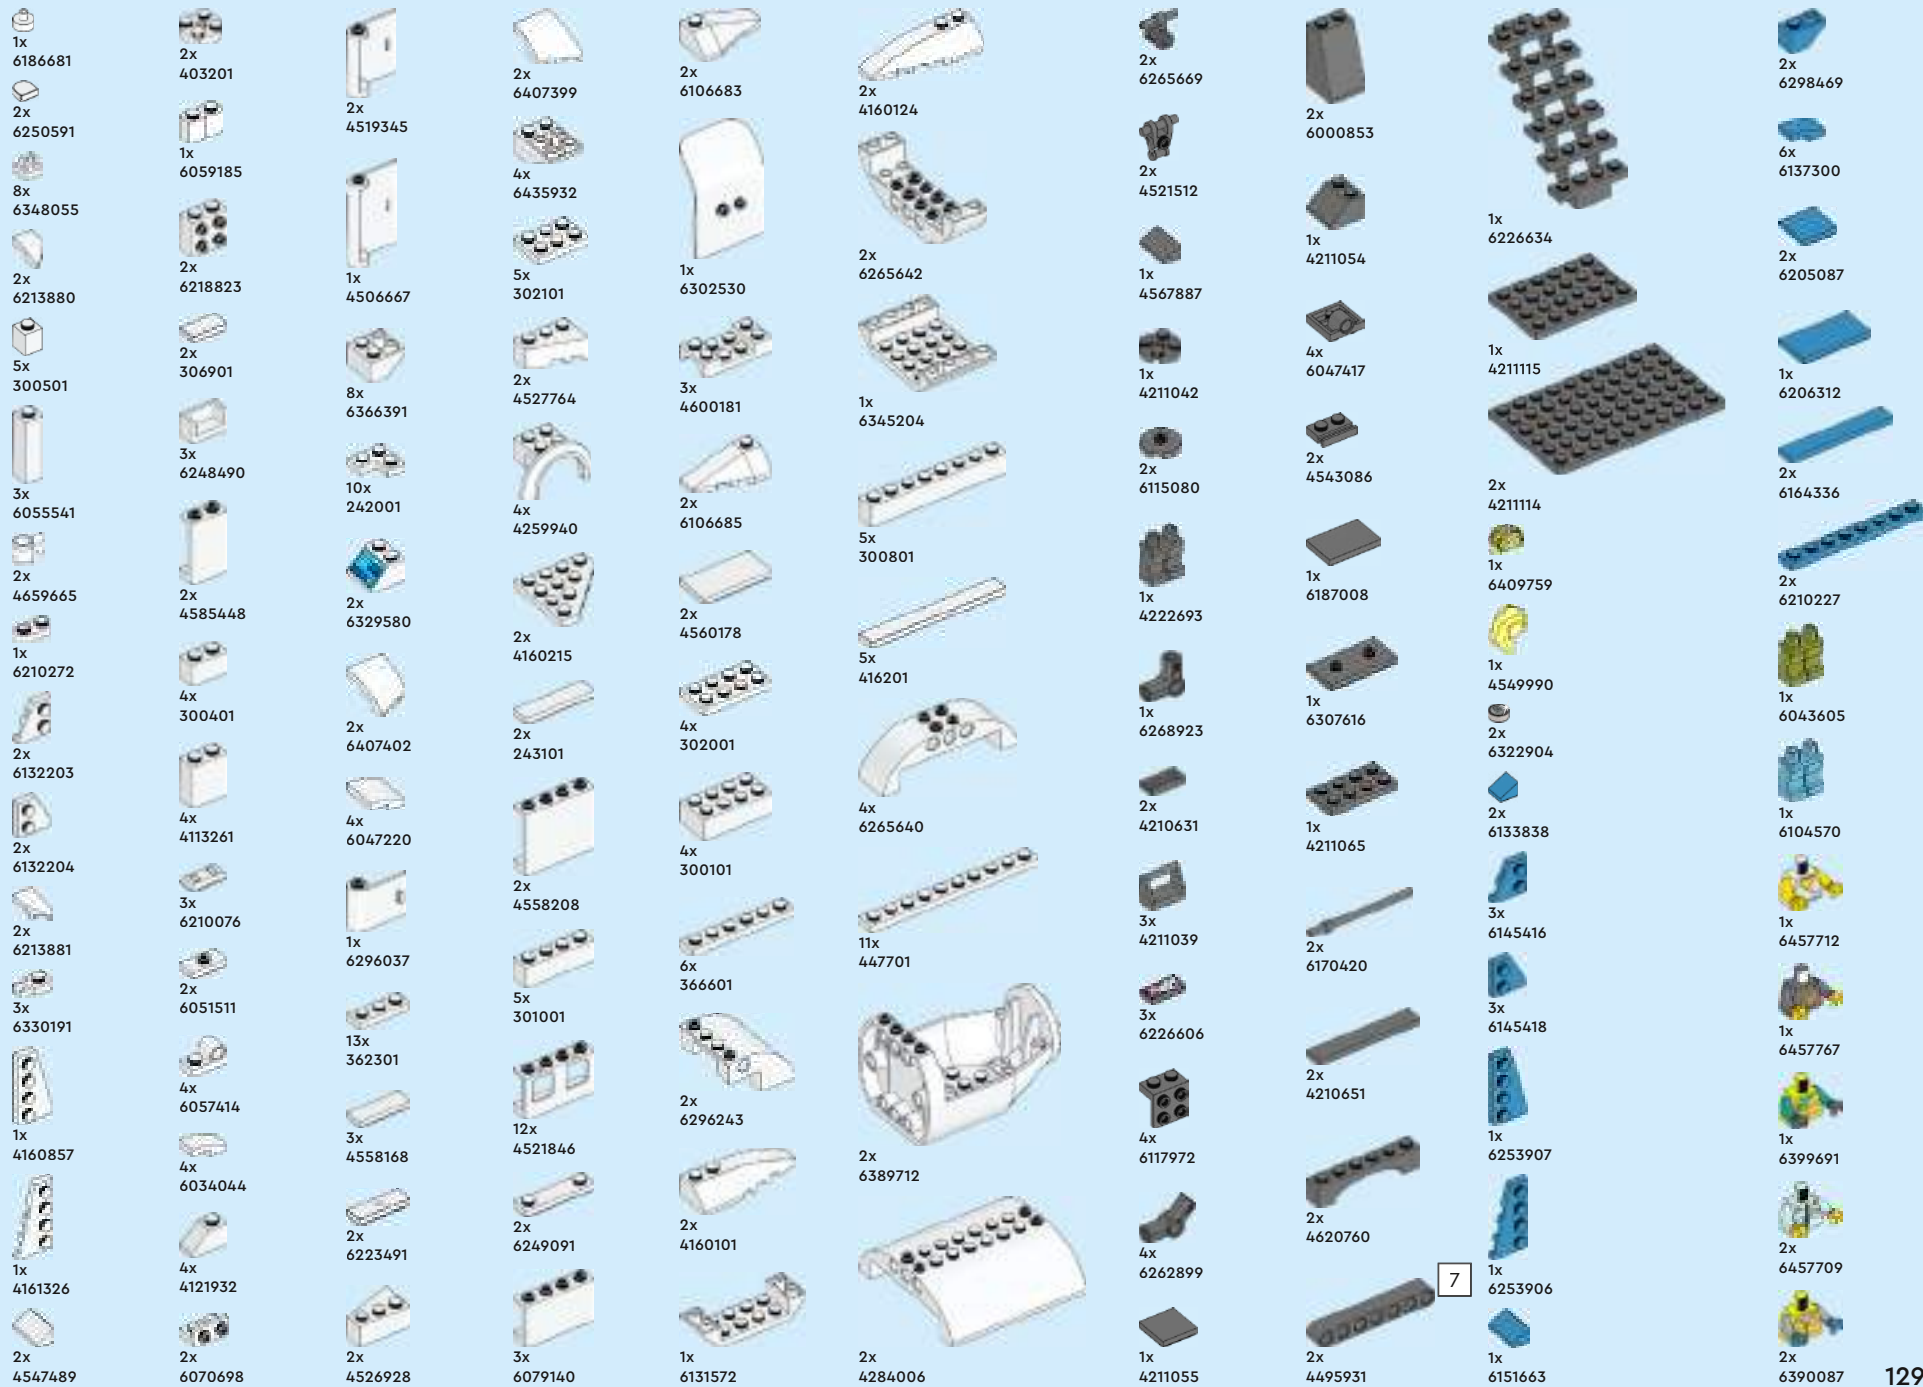 1x
6186681
2x
6250591
8x
6348055
2x
6213880
5x
300501
3x
6055541
2x
4659665
1x
6210272
2x
6132203
2x
6132204
2x
6213881
3x
6330191
1x
4160857
1x
4161326
2x
4547489
2x
403201
1x
6059185
2x
6218823
2x
306901
3x
6248490
2x
4585448
4x
300401
4x
4113261
3x
6210076
2x
6051511
4x
6057414
4x
6034044
4x
4121932
2x
6070698
2x
4519345
1x
4506667
8x
6366391
10x
242001
2x
6329580
2x
6407402
4x
6047220
1x
6296037
13x
362301
3x
4558168
2x
6223491
2x
4526928
2x
6407399
4x
6435932
5x
302101
2x
4527764
4x
4259940
2x
4160215
2x
243101
2x
4558208
5x
301001
12x
4521846
2x
6249091
3x
6079140
2x
6106683
1x
6302530
3x
4600181
2x
6106685
2x
4560178
4x
302001
4x
300101
6x
366601
2x
6296243
2x
4160101
1x
6131572
2x
4160124
2x
6265642
1x
6345204
5x
300801
5x
416201
4x
6265640
11x
447701
2x
6389712
2x
4284006
2x
6265669
2x
4521512
1x
4567887
1x
4211042
2x
6115080
1x
4222693
1x
6268923
2x
4210631
3x
4211039
3x
6226606
4x
6117972
4x
6262899
1x
4211055
2x
6000853
1x
4211054
4x
6047417
2x
4543086
1x
6187008
1x
6307616
1x
4211065
2x
6170420
2x
4210651
2x
4620760
7
2x
4495931
1x
6226634
1x
4211115
2x
4211114
1x
6409759
1x
4549990
2x
6322904
2x
6133838
3x
6145416
3x
6145418
1x
6253907
1x
6253906
1x
6151663
2x
6298469
6x
6137300
2x
6205087
1x
6206312
2x
6164336
2x
6210227
1x
6043605
1x
6104570
1x
6457712
1x
6457767
1x
6399691
2x
6457709
2x
6390087
129